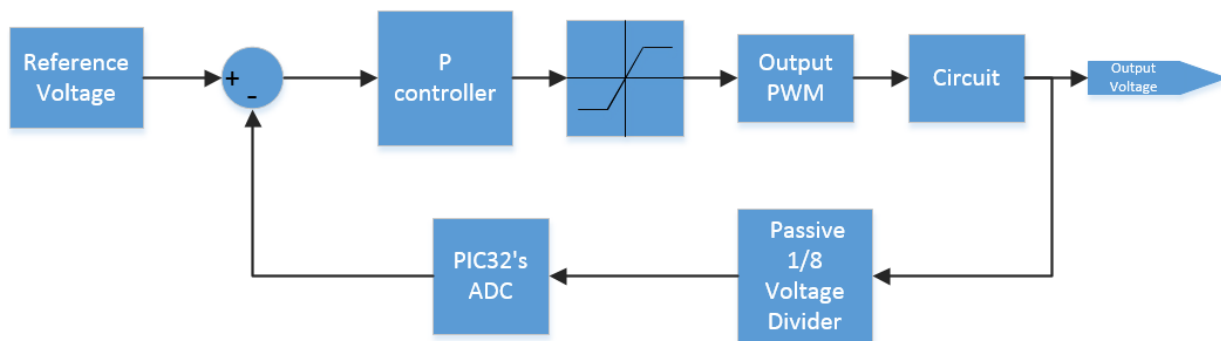 Reference
Voltage
+
-
P
controller
Output
PWM
Circuit
Output
Voltage
PIC32's
ADC
Passive
1/8
Voltage
Divider